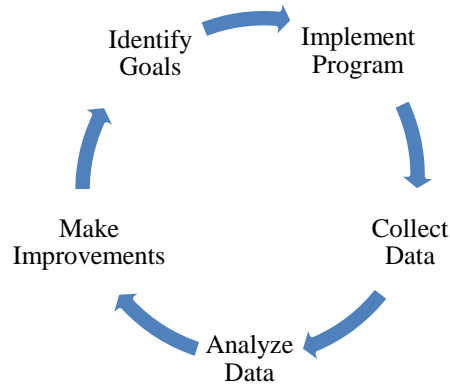 Identify
Goals
Implement
Program
Collect
Data
Analyze
Data
Make
Improvements